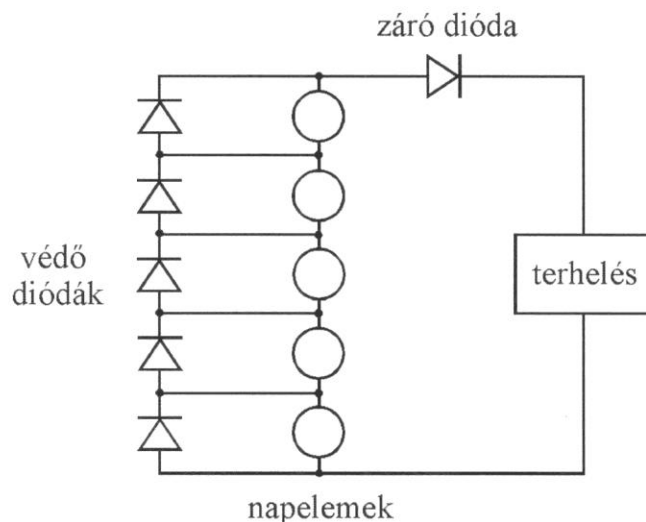 záró dióda
védő
diódák
terhelés
napelemek